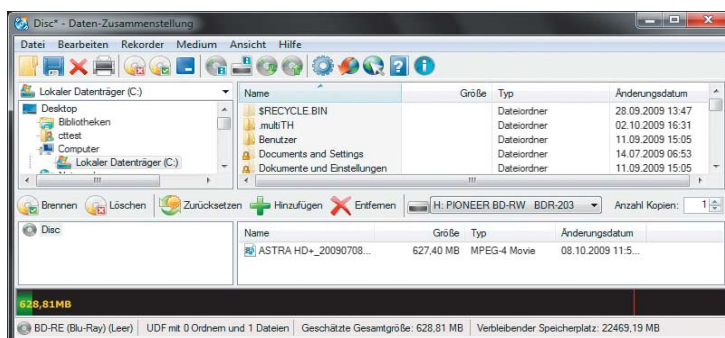 Disc* - Daten-Zusammenstellung
Datei Bearbeiten Rekorder Medium Ansicht Hilfe
Lokaler Datenträger (C:)
Desktop
Bibliotheken
cttest
Computer
Lokaler Datenträger (C:)
Name Größe Typ Änderungsdatum
$RECYCLE.BIN Dateiordner 28.09.2009 13:47
.multiTH Dateiordner 02.10.2009 16:31
Benutzer Dateiordner 11.09.2009 15:05
Documents and Settings Dateiordner 14.07.2009 06:53
Dokumente und Einstellungen Dateiordner 11.09.2009 15:05
Brennen Löschen Zurücksetzen Hinzufügen Entfernen H: PIONEER BD-RW BDR-203 Anzahl Kopien: 1
Disc
Name Größe Typ Änderungsdatum
ASTRA HD+_20090708... 627,40 MB MPEG-4 Movie 08.10.2009 11:5...
628,81MB
BD-RE (Blu-Ray) (Leer) UDF mit 0 Ordnern und 1 Dateien Geschätzte Gesamtgröße: 628,81 MB Verbleibender Speicherplatz: 22469,19 MB